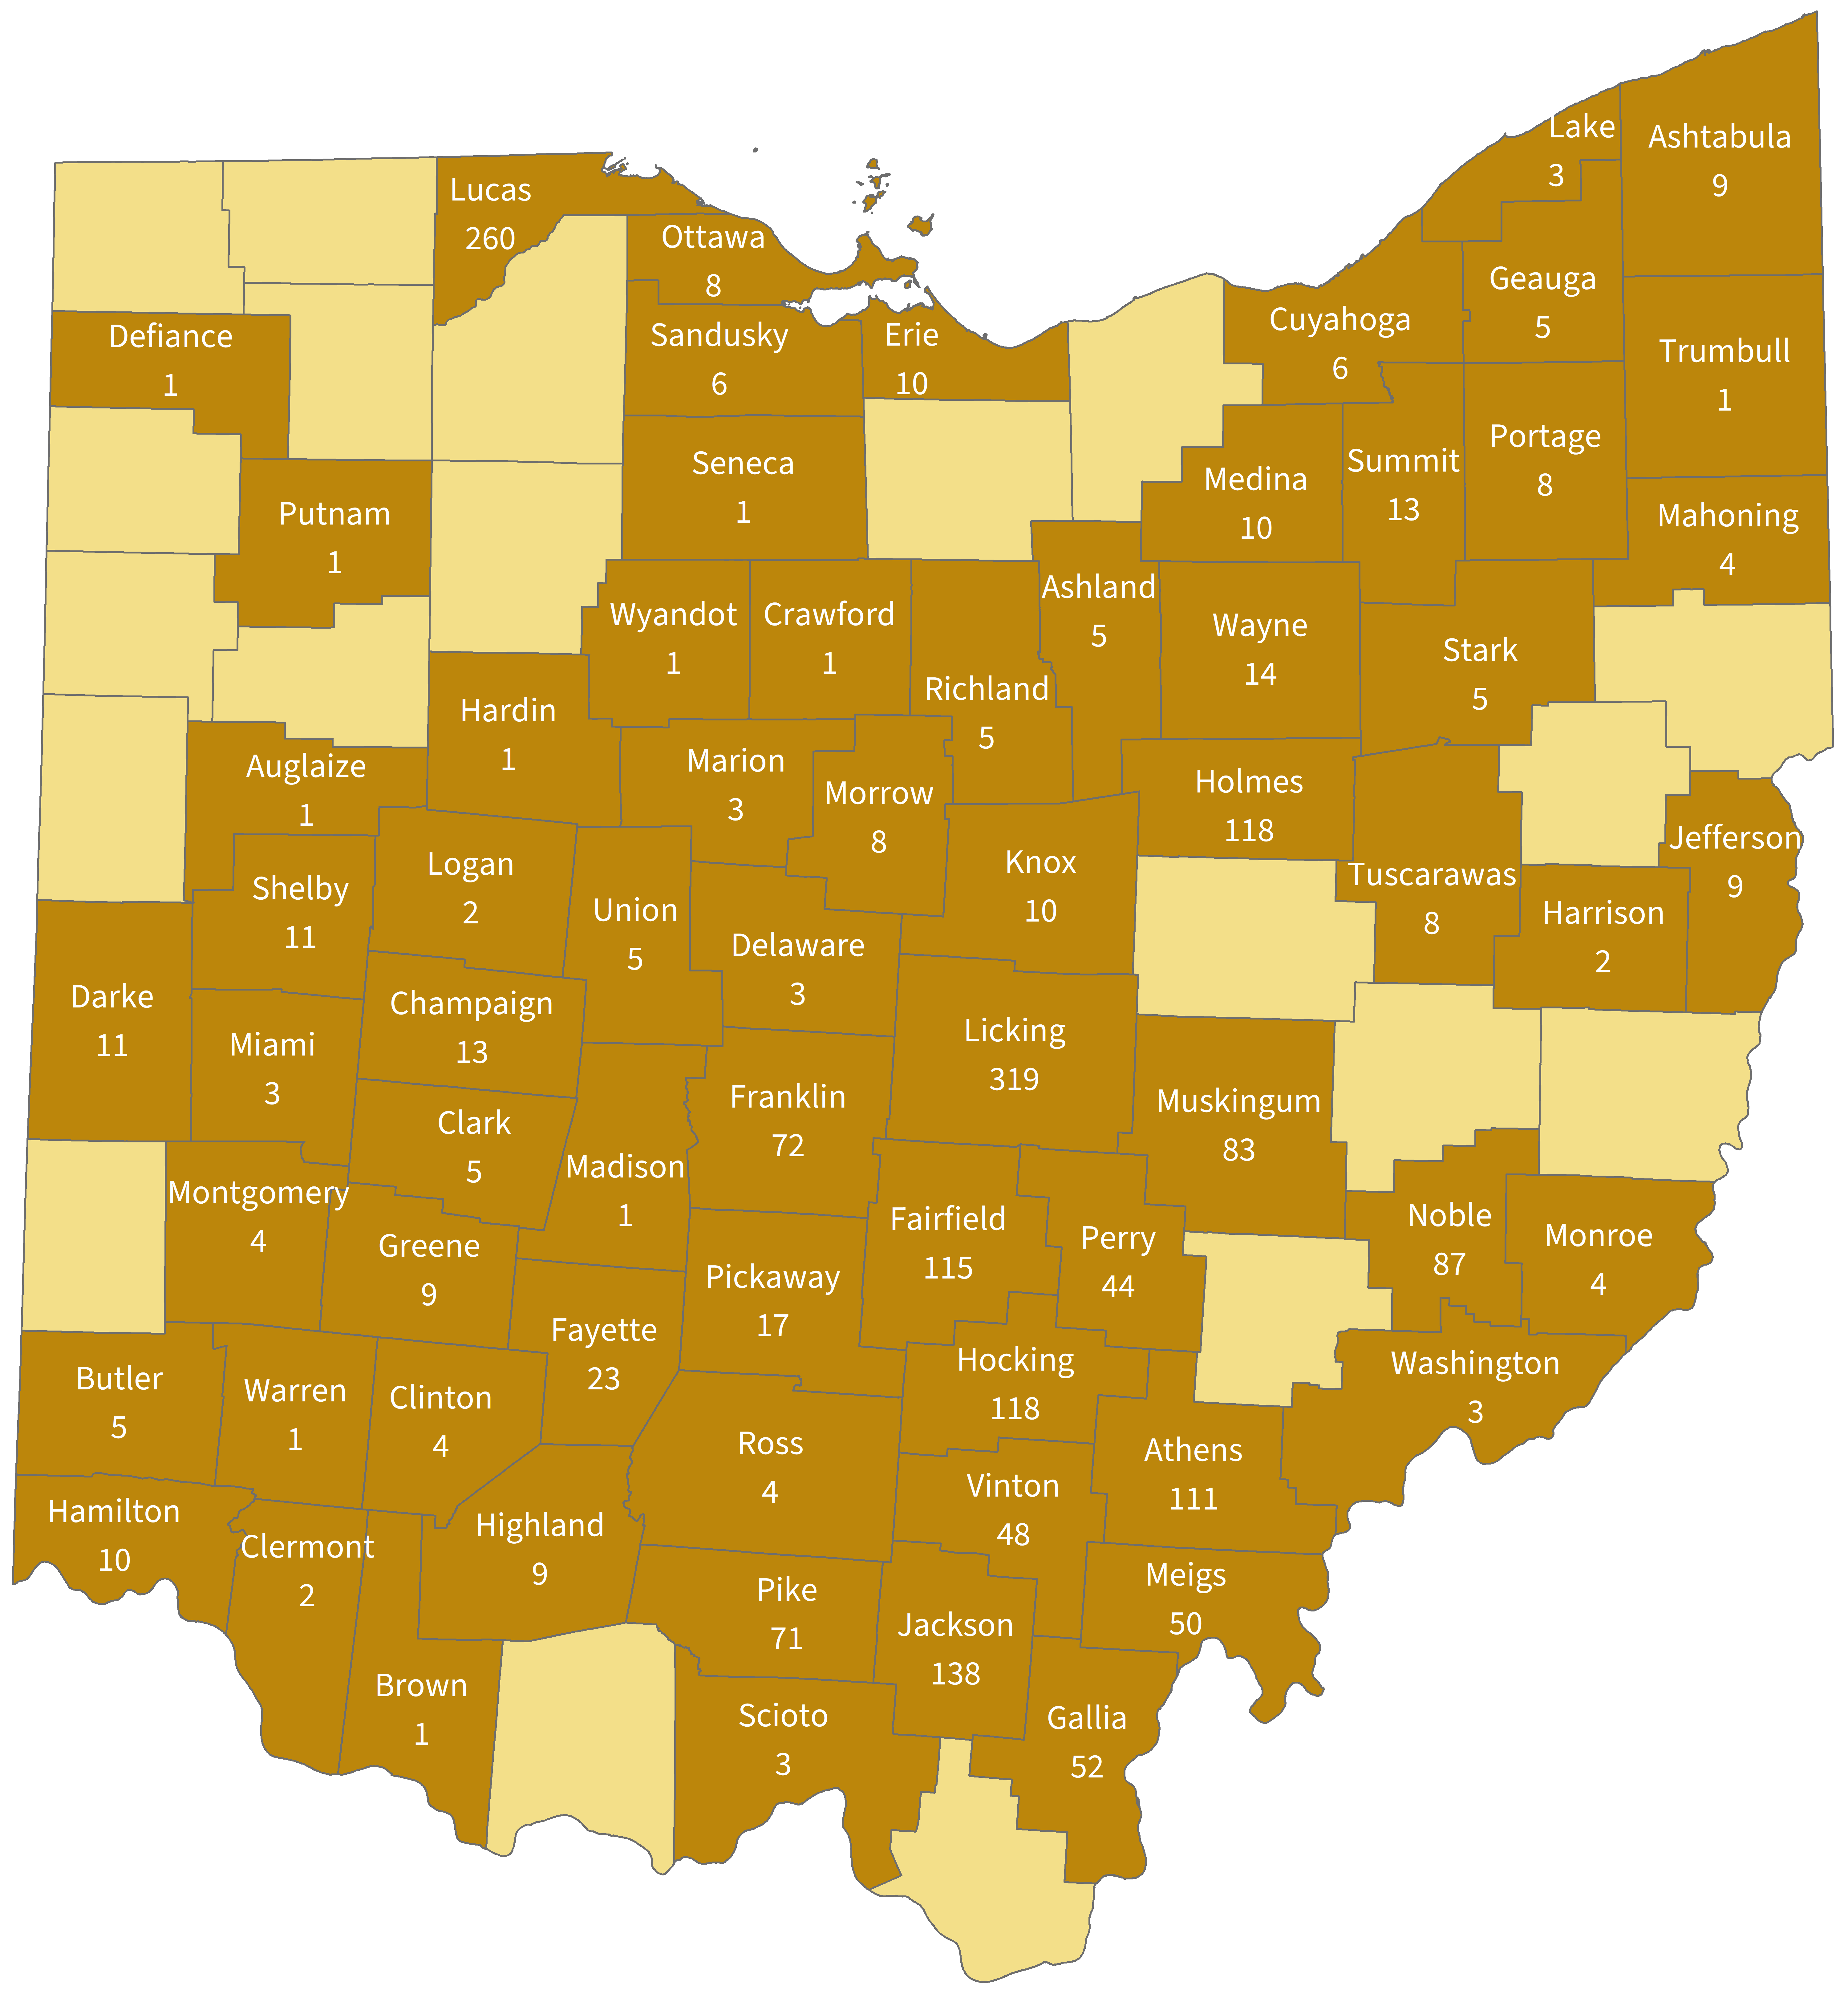 Lake
3
Ashtabula
9
Lucas
260
Ottawa
8
Geauga
5
Defiance
1
Sandusky
6
Erie
10
Cuyahoga
6
Trumbull
1
Seneca
1
Medina
10
Summit
13
Portage
8
Putnam
1
Mahoning
4
Wyandot
1
Crawford
1
Ashland
5
Wayne
14
Stark
5
Richland
5
Hardin
1
Auglaize
1
Marion
3
Morrow
8
Holmes
118
Jefferson
9
Shelby
11
Logan
2
Knox
10
Tuscarawas
8
Union
5
Harrison
2
Delaware
3
Darke
11
Miami
3
Champaign
13
Licking
319
Franklin
72
Muskingum
83
Clark
5
Madison
1
Montgomery
4
Greene
9
Fairfield
115
Perry
44
Noble
87
Monroe
4
Pickaway
17
Fayette
23
Hocking
118
Washington
3
Butler
5
Warren
1
Clinton
4
Ross
4
Athens
111
Vinton
48
Hamilton
10
Clermont
2
Highland
9
Pike
71
Meigs
50
Jackson
138
Brown
1
Scioto
3
Gallia
52